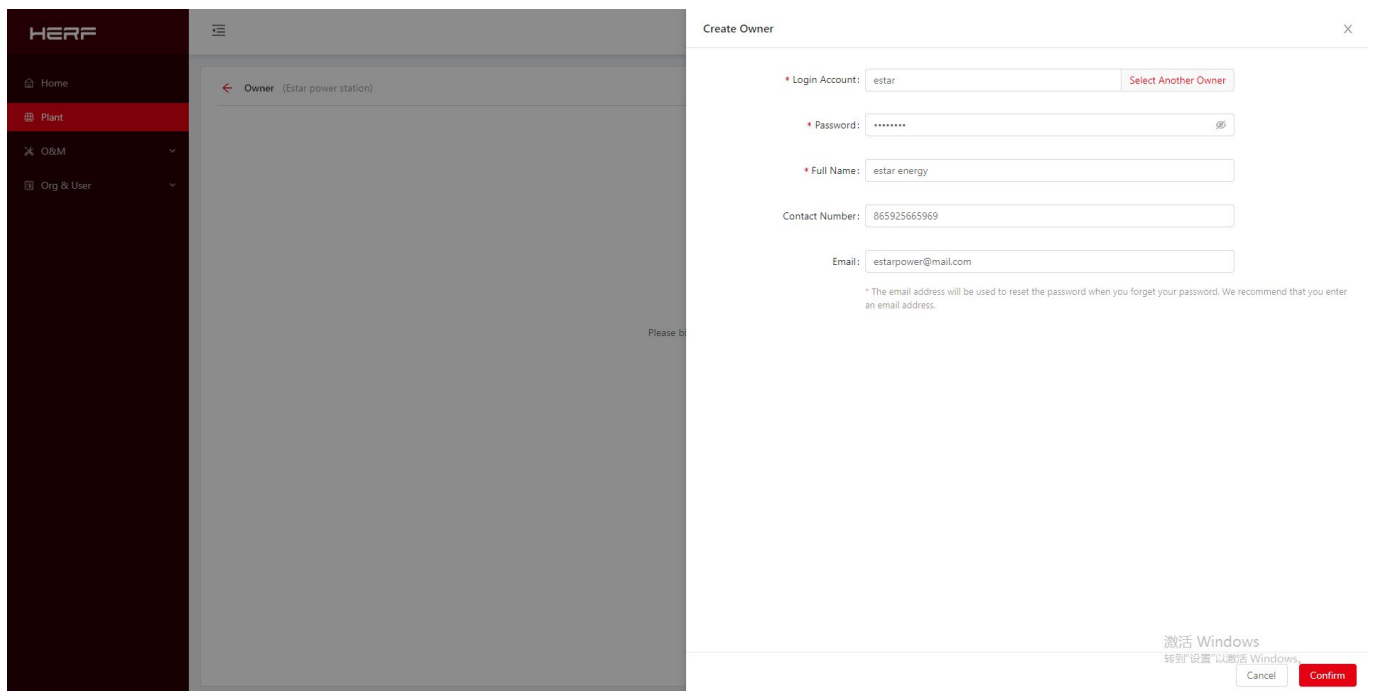 HERF
Home
Plant
O&M
Org & User
Owner (Estar power station)
Please bi
Create Owner
* Login Account: estar Select Another Owner
* Password: ••••••••
* Full Name: estar energy
Contact Number: 865925665969
Email: estarpower@mail.com
* The email address will be used to reset the password when you forget your password. We recommend that you enter
an email address.
激活 Windows
转到"设置"以激活 Windows。
Cancel Confirm